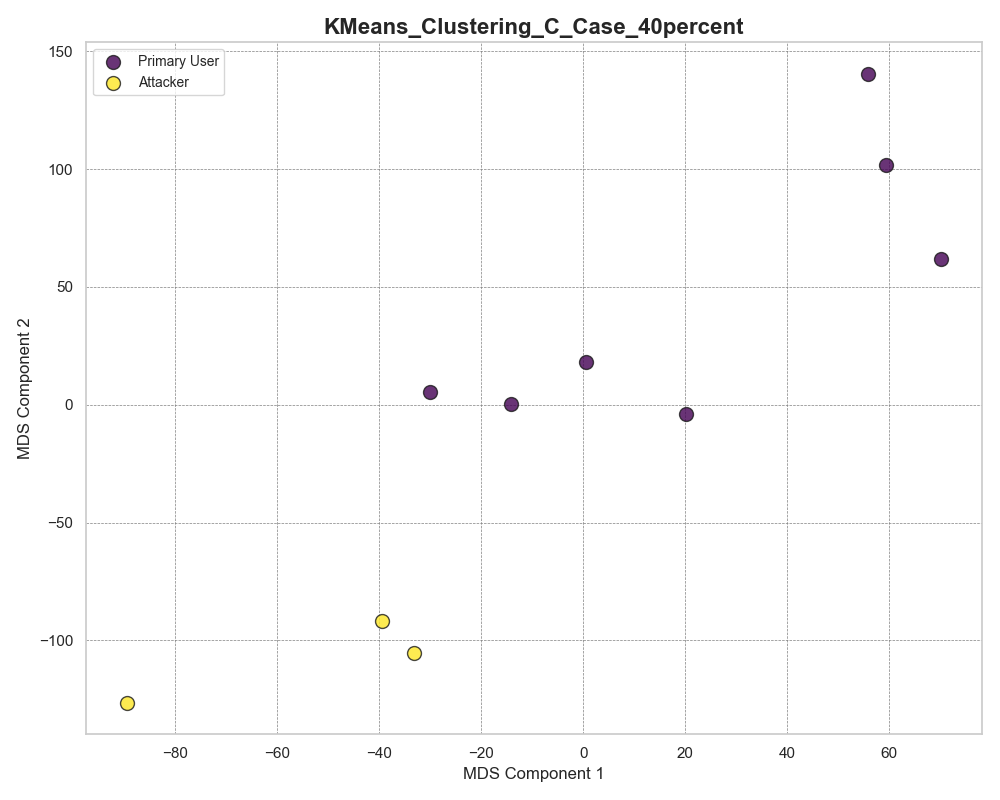 KMeans_Clustering_C_Case_40percent
Primary User
Attacker
150
100
50
0
−50
−100
−80
−60
−40
−20
0
20
40
60
MDS Component 1
MDS Component 2